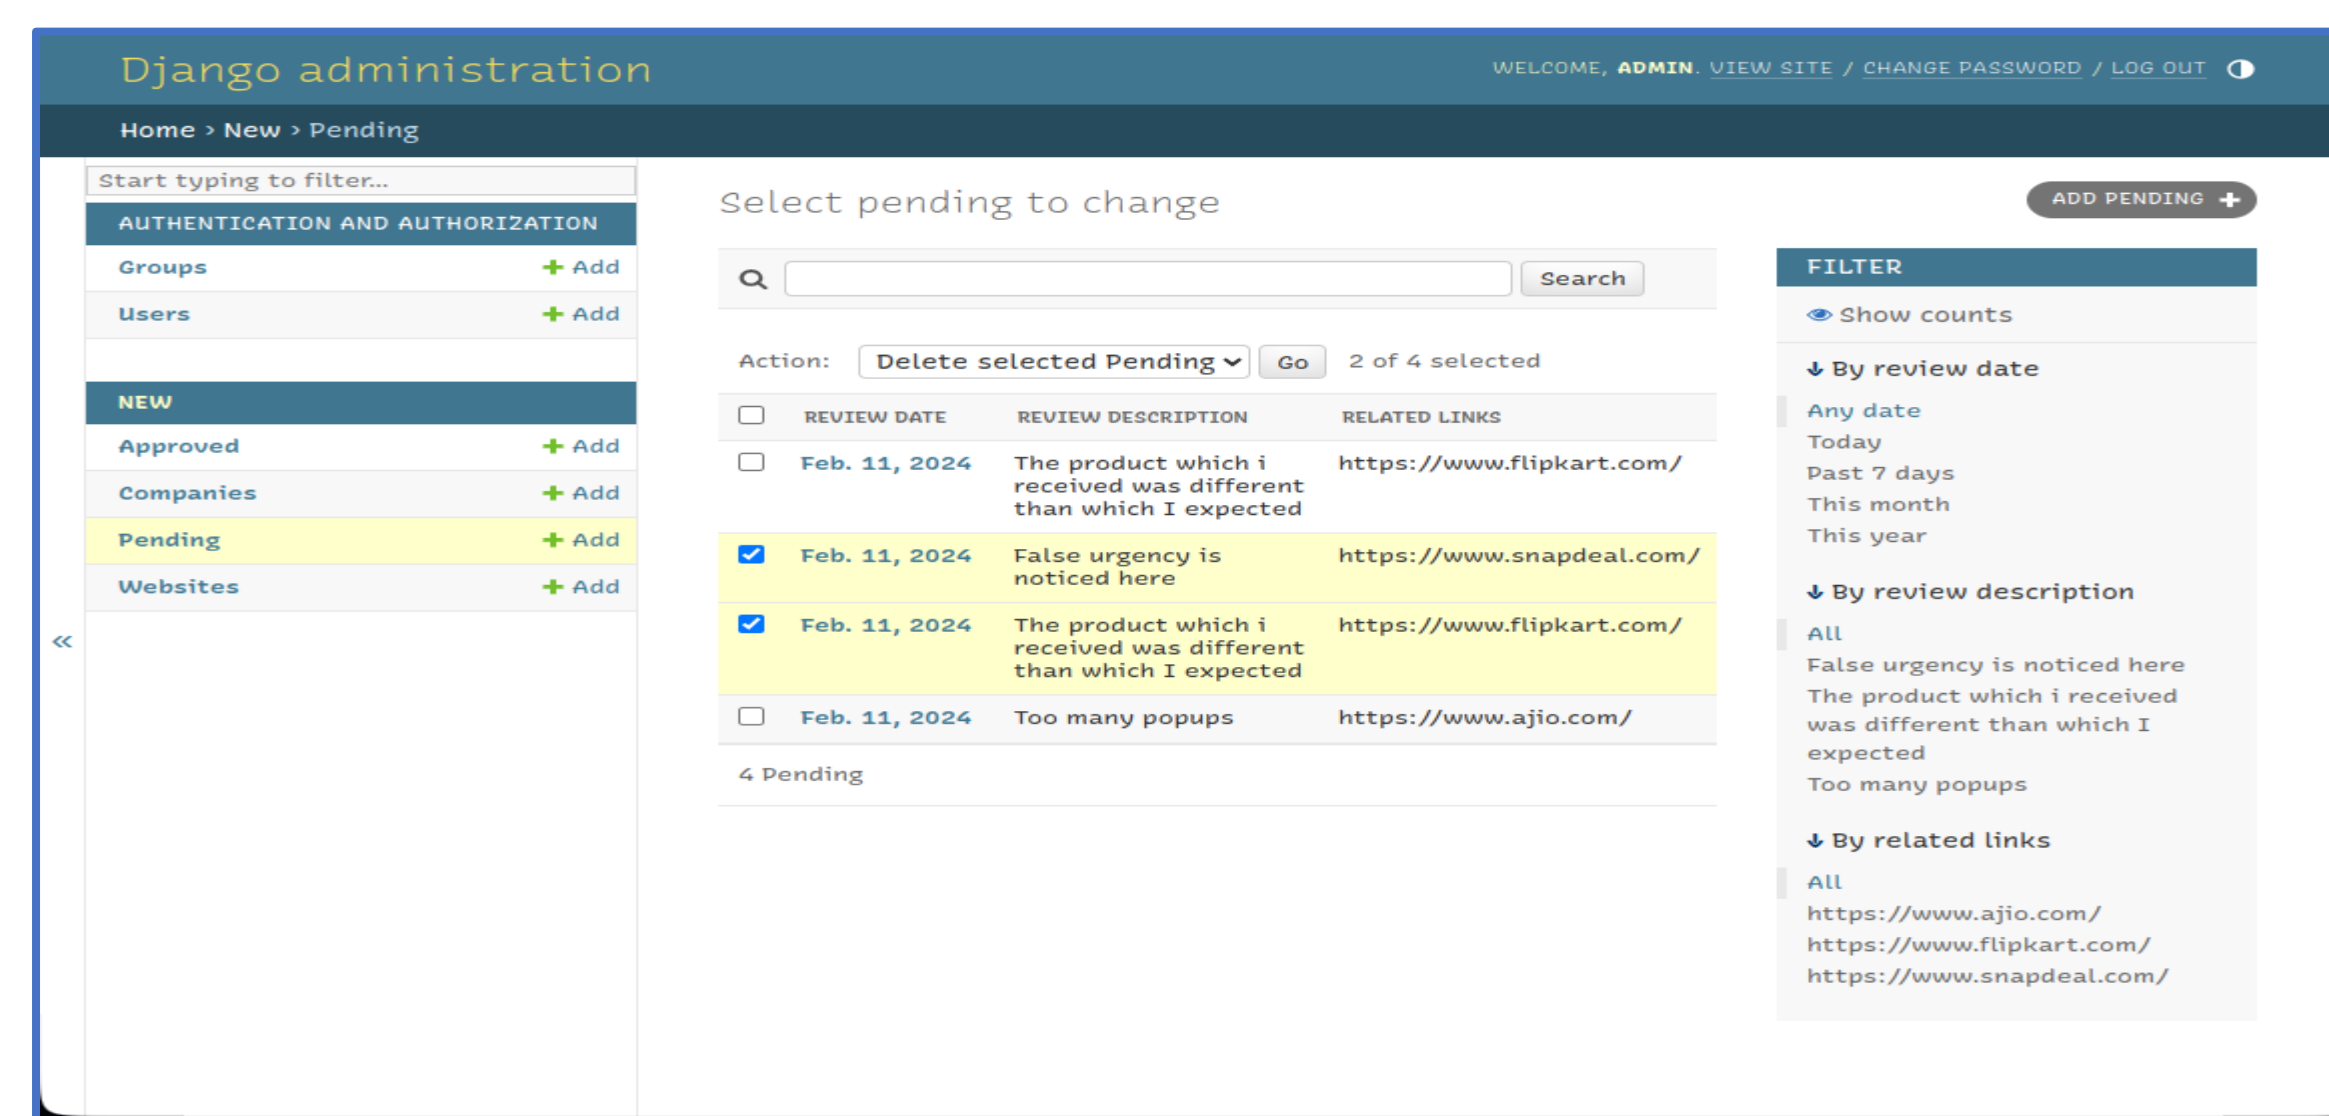 Django administration
WELCOME, ADMIN. VIEW SITE / CHANGE PASSWORD / LOG OUT
Home › New › Pending
Start typing to filter...
AUTHENTICATION AND AUTHORIZATION
Groups + Add
Users + Add
NEW
Approved + Add
Companies + Add
Pending + Add
Websites + Add
«
Select pending to change
ADD PENDING +
Search
Action: Delete selected Pending Go 2 of 4 selected
REVIEW DATE REVIEW DESCRIPTION RELATED LINKS
Feb. 11, 2024 The product which i https://www.flipkart.com/
received was different
than which I expected
Feb. 11, 2024 False urgency is https://www.snapdeal.com/
noticed here
Feb. 11, 2024 The product which i https://www.flipkart.com/
received was different
than which I expected
Feb. 11, 2024 Too many popups https://www.ajio.com/
4 Pending
FILTER
Show counts
↓ By review date
Any date
Today
Past 7 days
This month
This year
↓ By review description
All
False urgency is noticed here
The product which i received
was different than which I
expected
Too many popups
↓ By related links
All
https://www.ajio.com/
https://www.flipkart.com/
https://www.snapdeal.com/